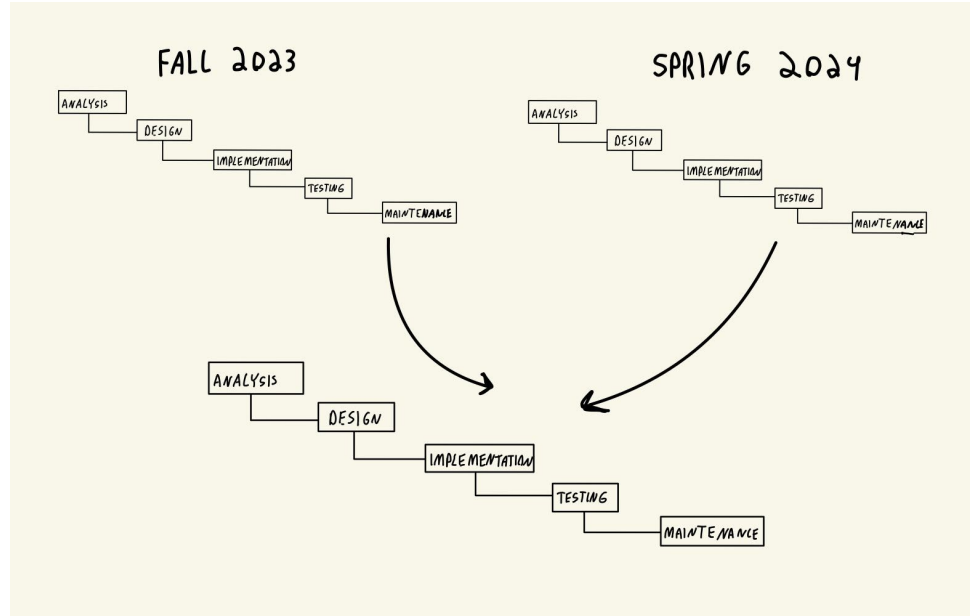 FALL 2023
ANALYSIS
DESIGN
IMPLEMENTATION
TESTING
MAINTENANCE
SPRING 2024
ANALYSIS
DESIGN
IMPLEMENTATION
TESTING
MAINTENANCE
ANALYSIS
DESIGN
IMPLEMENTATION
TESTING
MAINTENANCE